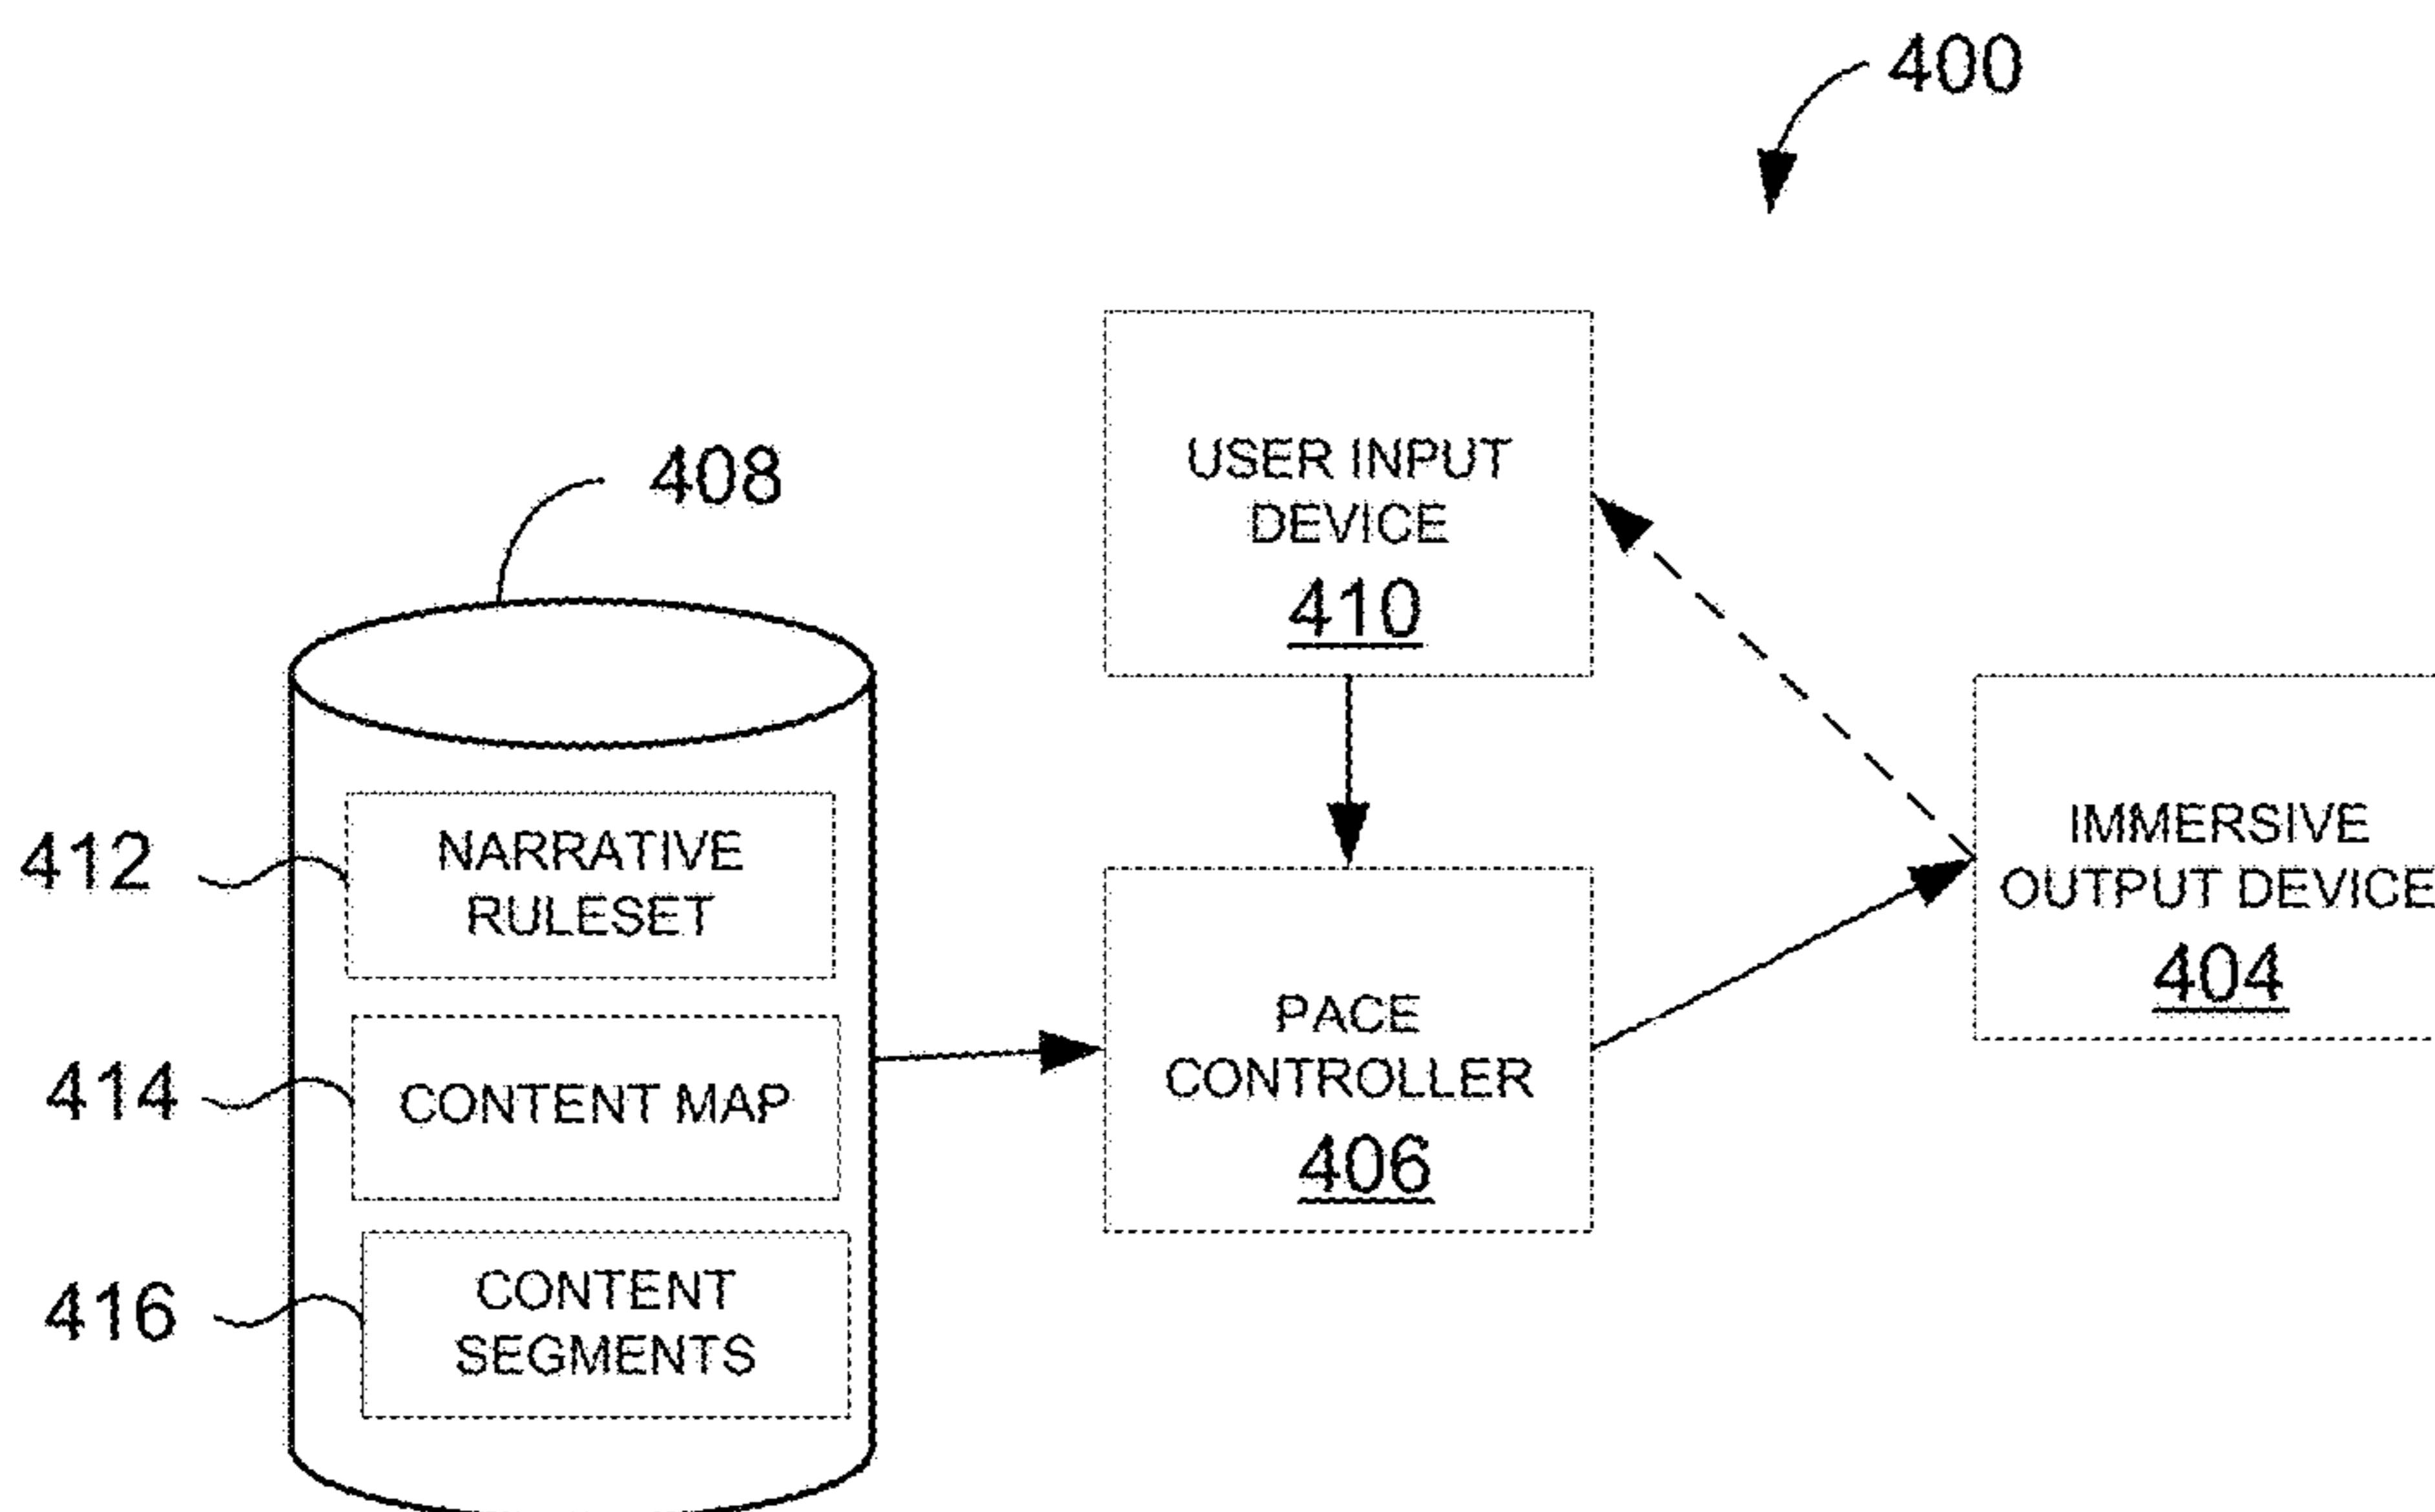 400
408
USER INPUT
DEVICE
410
412
NARRATIVE
RULESET
IMMERSIVE
OUTPUT DEVICE
404
414
CONTENT MAP
PACE
CONTROLLER
406
416
CONTENT
SEGMENTS